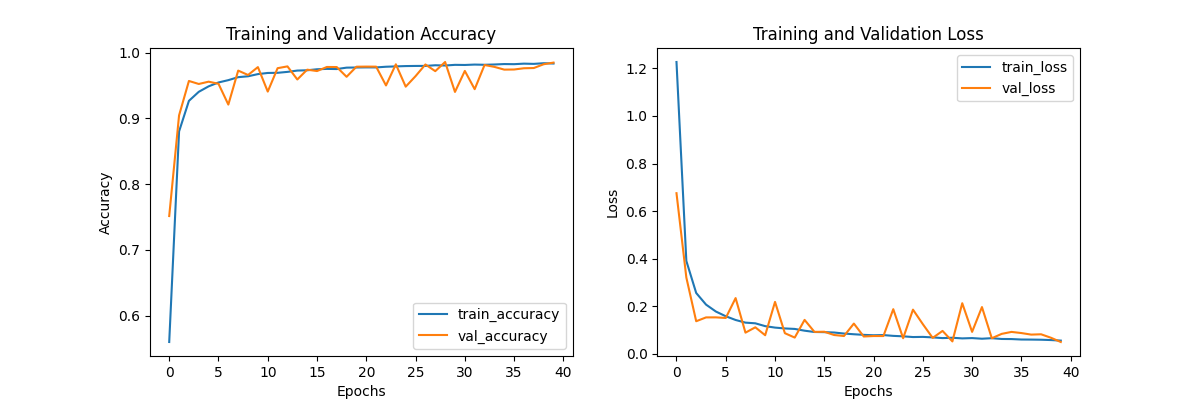 Training and Validation Accuracy
1.0
0.9
0.8
0.7
0.6
Accuracy
train_accuracy
val_accuracy
0 5 10 15 20 25 30 35 40
Epochs
Training and Validation Loss
1.2
1.0
0.8
0.6
0.4
0.2
0.0
Loss
train_loss
val_loss
0 5 10 15 20 25 30 35 40
Epochs